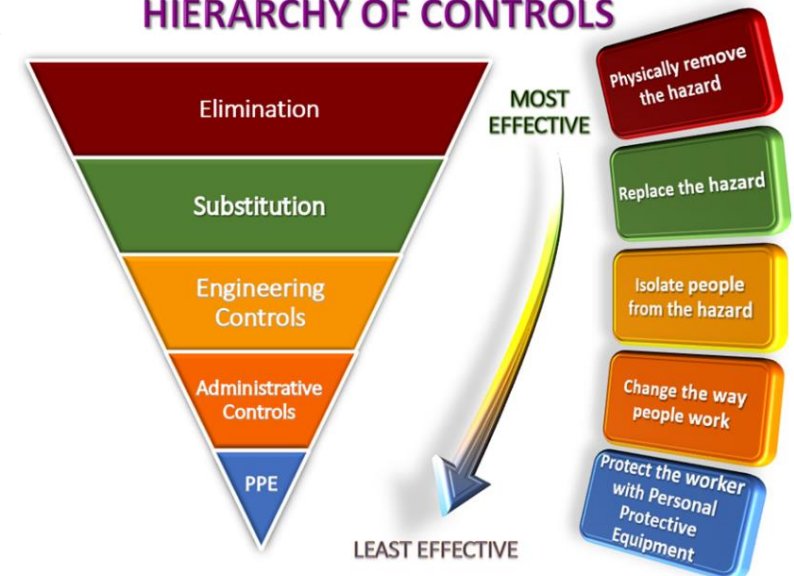 HIERARCHY OF CONTROLS
Elimination
Substitution
Engineering
Controls
Administrative
Controls
PPE
MOST
EFFECTIVE
LEAST EFFECTIVE
Physically remove
the hazard
Replace the hazard
Isolate people
from the hazard
Change the way
people work
Protect the worker
with Personal
Protective
Equipment